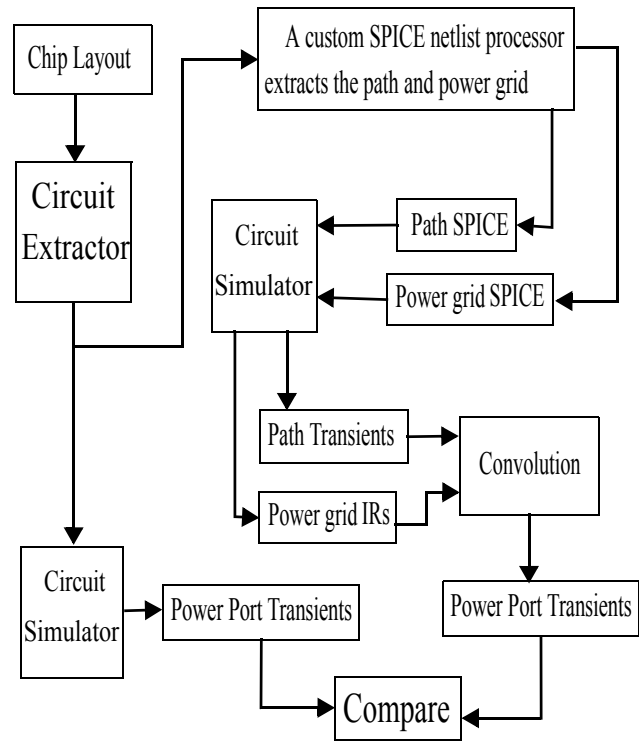 Chip Layout
A custom SPICE netlist processor
extracts the path and power grid
Circuit
Extractor
Circuit
Simulator
Path SPICE
Power grid SPICE
Path Transients
Convolution
Power grid IRs
Circuit
Simulator
Power Port Transients
Power Port Transients
Compare